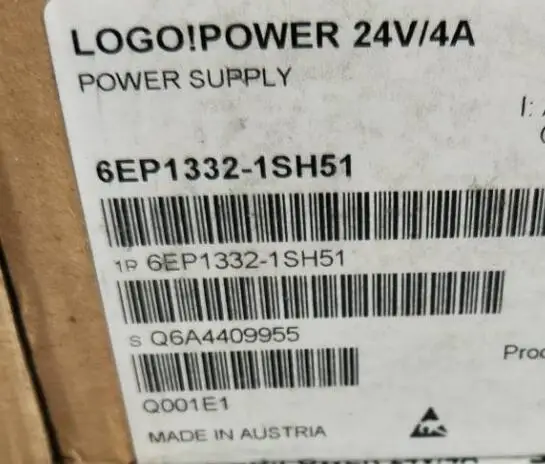 LOGO!POWER 24V/4A
POWER SUPPLY
I:
6EP1332-1SH51
1P 6EP1332-1SH51
S Q6A4409955
Q001E1
MADE IN AUSTRIA